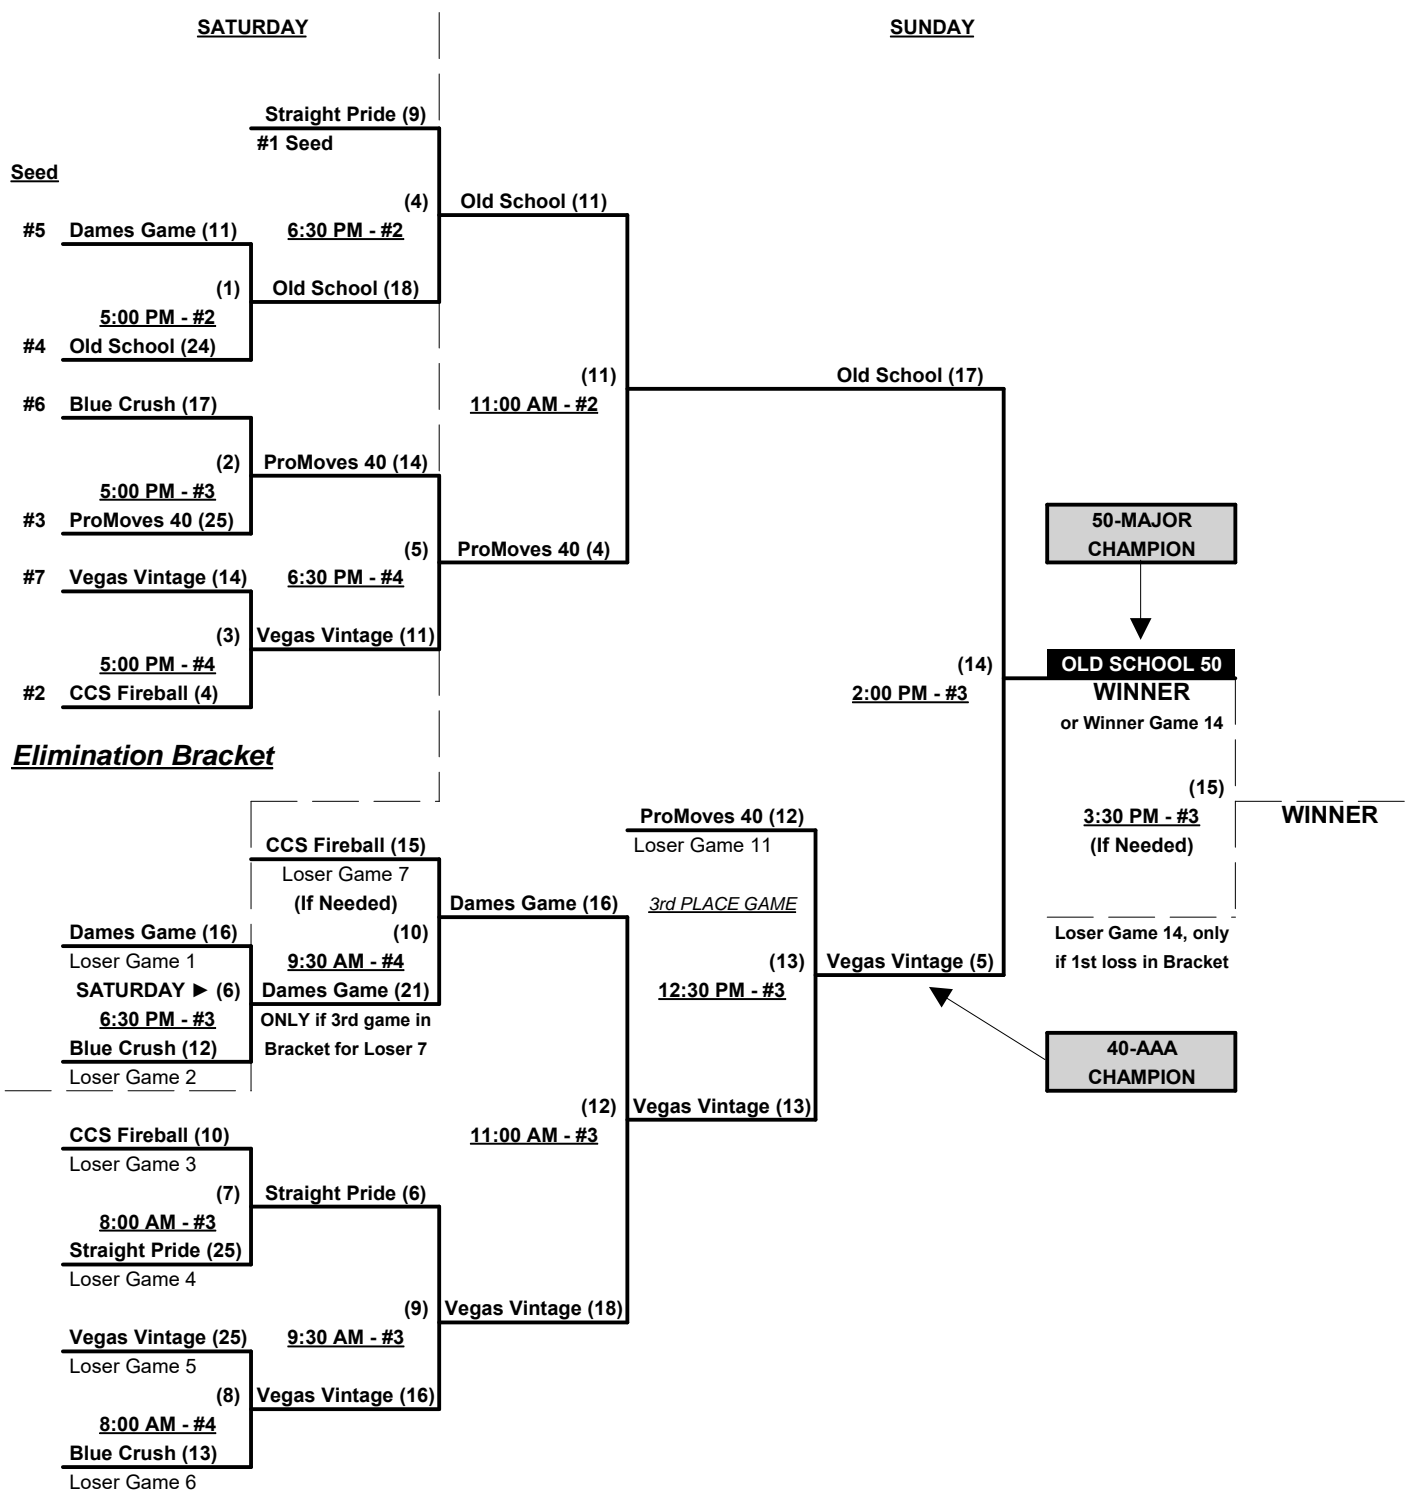 SATURDAY
SUNDAY
Straight Pride (9)
#1 Seed
Seed
(4)
Old School (11)
#5
Dames Game (11)
6:30 PM - #2
(1)
Old School (18)
5:00 PM - #2
#4
Old School (24)
(11)
Old School (17)
#6
Blue Crush (17)
11:00 AM - #2
(2)
ProMoves 40 (14)
5:00 PM - #3
#3
ProMoves 40 (25)
50-MAJOR
CHAMPION
(5)
ProMoves 40 (4)
#7
Vegas Vintage (14)
6:30 PM - #4
(3)
Vegas Vintage (11)
5:00 PM - #4
#2
CCS Fireball (4)
(14)
2:00 PM - #3
OLD SCHOOL 50
WINNER
or Winner Game 14
Elimination Bracket
(15)
3:30 PM - #3
(If Needed)
WINNER
ProMoves 40 (12)
Loser Game 11
CCS Fireball (15)
Loser Game 7
(If Needed)
Dames Game (16)
3rd PLACE GAME
Dames Game (16)
Loser Game 1
(10)
9:30 AM - #4
Loser Game 14, only
if 1st loss in Bracket
(13)
Vegas Vintage (5)
12:30 PM - #3
SATURDAY ► (6)
Dames Game (21)
6:30 PM - #3
ONLY if 3rd game in
Bracket for Loser 7
Blue Crush (12)
Loser Game 2
40-AAA
CHAMPION
(12)
Vegas Vintage (13)
11:00 AM - #3
CCS Fireball (10)
Loser Game 3
(7)
Straight Pride (6)
8:00 AM - #3
Straight Pride (25)
Loser Game 4
(9)
Vegas Vintage (18)
9:30 AM - #3
Vegas Vintage (25)
Loser Game 5
(8)
Vegas Vintage (16)
8:00 AM - #4
Blue Crush (13)
Loser Game 6